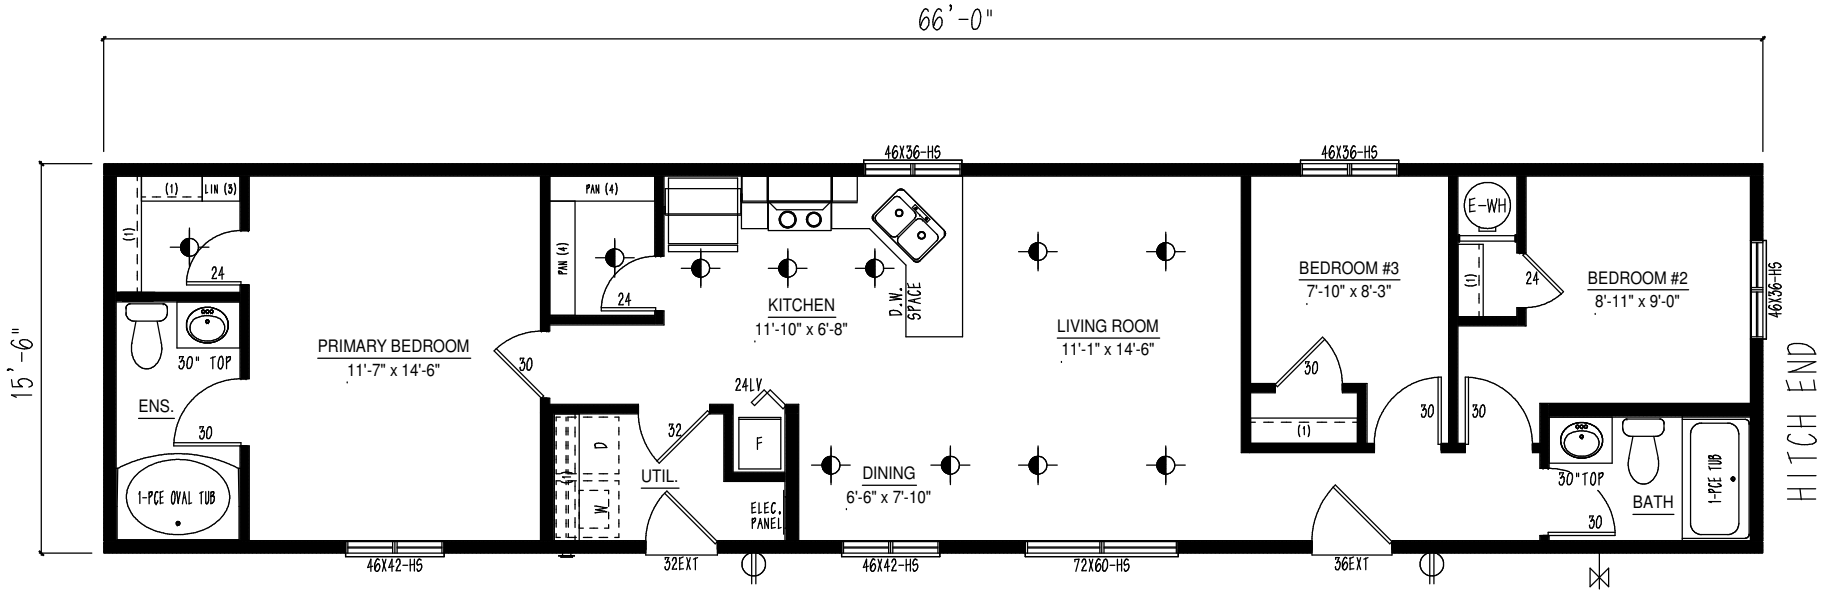 66'-0"
15'-6"
46X36-HS
46X36-HS
(1)
LIN (3)
(1)
24
PAN (4)
PAN (4)
24
D.W.
SPACE
KITCHEN
11'-10" x 6'-8"
LIVING ROOM
11'-1" x 14'-6"
BEDROOM #3
7'-10" x 8'-3"
E-WH
(1)
24
BEDROOM #2
8'-11" x 9'-0"
46X36-HS
HITCH END
30" TOP
ENS.
30
1-PCE OVAL TUB
PRIMARY BEDROOM
11'-7" x 14'-6"
30
24LV
F
32
D
W
(1)
UTIL.
ELEC.
PANEL
DINING
6'-6" x 7'-10"
30
(1)
30
30
30"TOP
BATH
30
1-PCE TUB
46X42-HS
32EXT
46X42-HS
72X60-HS
36EXT